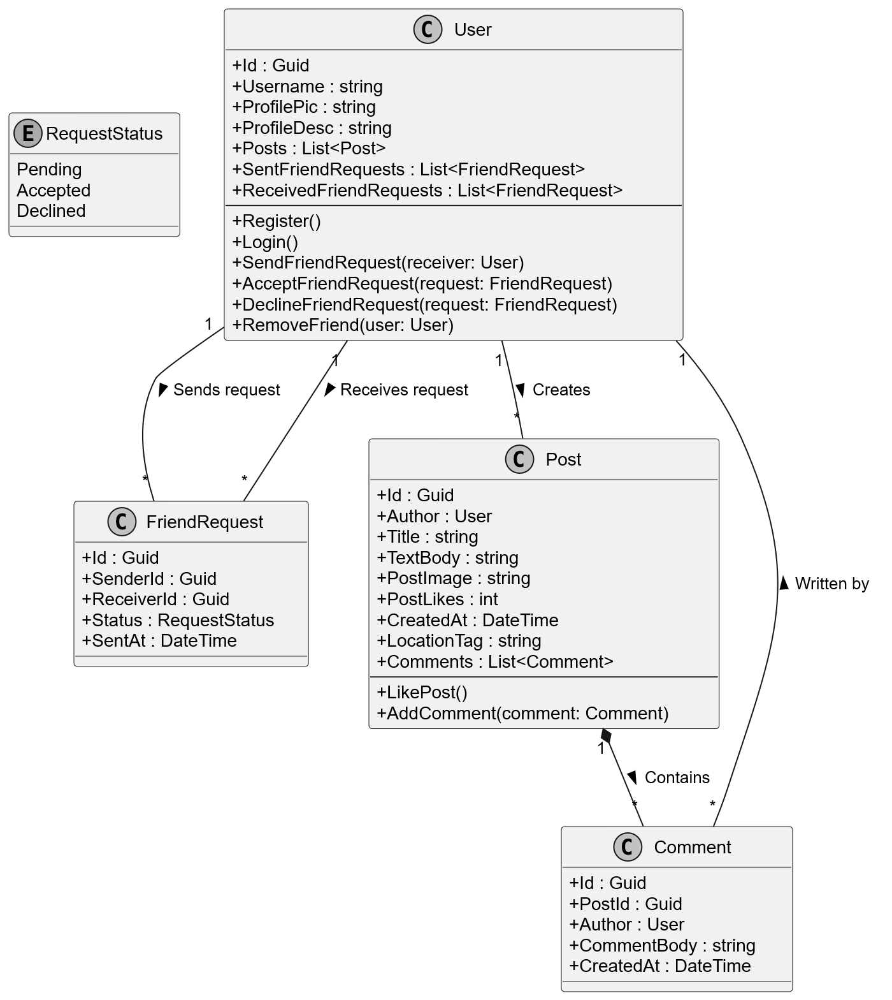 C User
+Id : Guid
+Username : string
+ProfilePic : string
+ProfileDesc : string
+Posts : List<Post>
+SentFriendRequests : List<FriendRequest>
+ReceivedFriendRequests : List<FriendRequest>
+Register()
+Login()
+SendFriendRequest(receiver: User)
+AcceptFriendRequest(request: FriendRequest)
+DeclineFriendRequest(request: FriendRequest)
+RemoveFriend(user: User)
E RequestStatus
Pending
Accepted
Declined
1
1
1
1
Sends request
Receives request
Creates
*
*
*
C FriendRequest
+Id : Guid
+SenderId : Guid
+ReceiverId : Guid
+Status : RequestStatus
+SentAt : DateTime
C Post
+Id : Guid
+Author : User
+Title : string
+TextBody : string
+PostImage : string
+PostLikes : int
+CreatedAt : DateTime
+LocationTag : string
+Comments : List<Comment>
+LikePost()
+AddComment(comment: Comment)
Written by
1
Contains
*
*
C Comment
+Id : Guid
+PostId : Guid
+Author : User
+CommentBody : string
+CreatedAt : DateTime